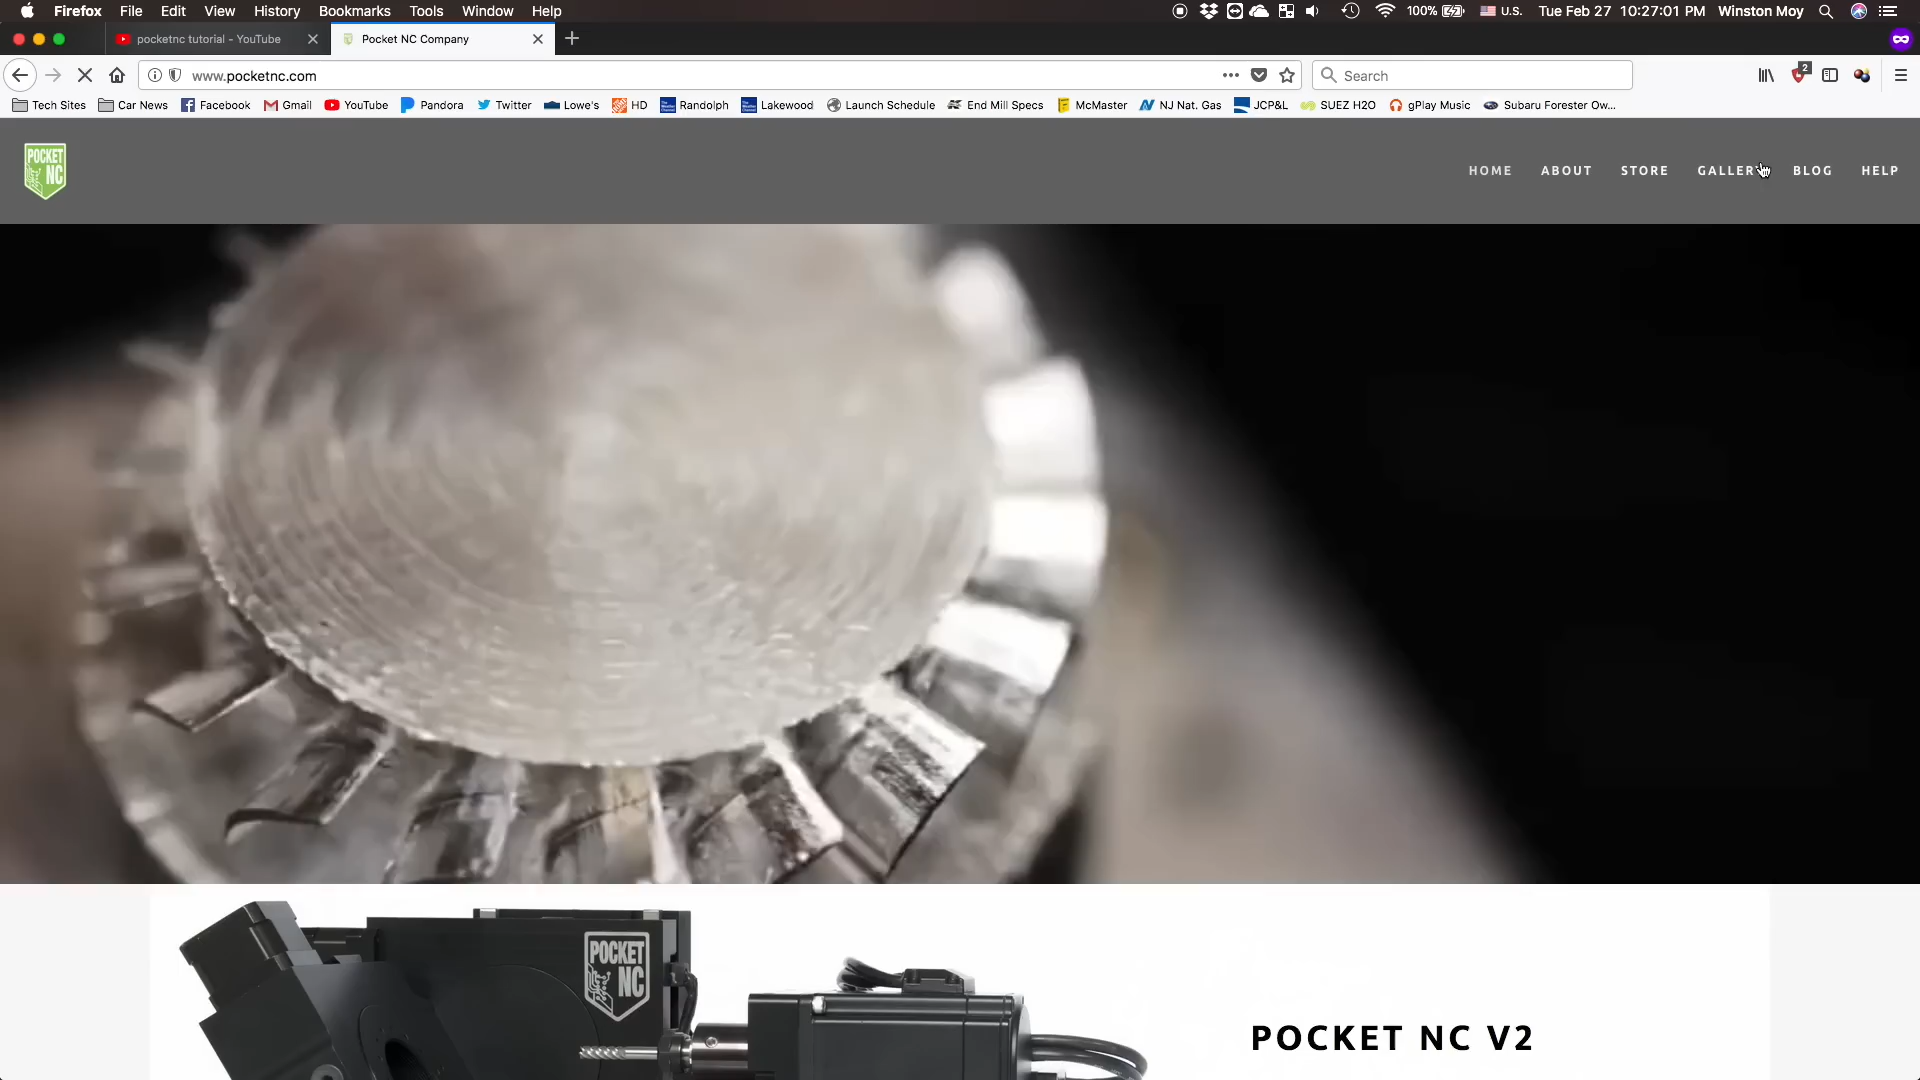 Firefox File Edit View History Bookmarks Tools Window Help 100% U.S. Tue Feb 27 10:27:01 PM Winston Moy
pocketnc tutorial - YouTube Pocket NC Company
www.pocketnc.com Search 2
Tech Sites Car News Facebook Gmail YouTube Pandora Twitter Lowe's HD Randolph Lakewood Launch Schedule End Mill Specs McMaster NJ Nat. Gas JCP&L SUEZ H2O gPlay Music Subaru Forester Ow...
POCKET NC
HOME ABOUT STORE GALLERY BLOG HELP
POCKET NC
POCKET NC V2